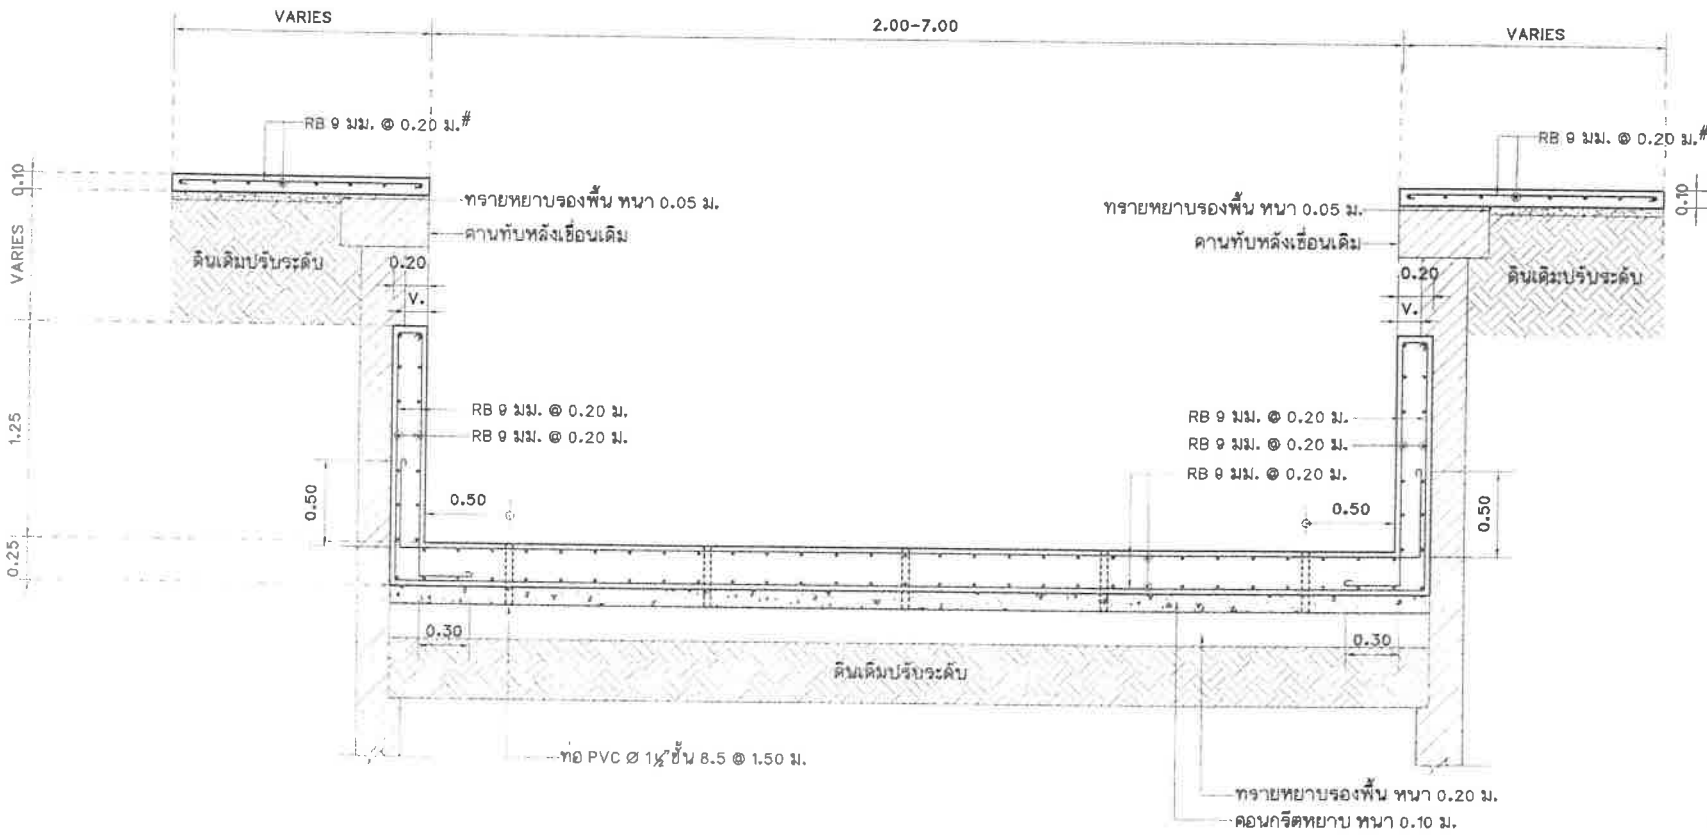 VARIES
2.00-7.00
VARIES
RB 9 มม. @ 0.20 ม.#
RB 9 มม. @ 0.20 ม.#
0.10
0.10
ทรายหยาบรองพื้น หนา 0.05 ม.
ทรายหยาบรองพื้น หนา 0.05 ม.
คานทับหลังเขื่อนเดิม
คานทับหลังเขื่อนเดิม
VARIES
ดินเดิมปรับระดับ
0.20
0.20
ดินเดิมปรับระดับ
V.
V.
1.25
RB 9 มม. @ 0.20 ม.
RB 9 มม. @ 0.20 ม.
RB 9 มม. @ 0.20 ม.
RB 9 มม. @ 0.20 ม.
RB 9 มม. @ 0.20 ม.
0.50
0.50
0.50
0.50
0.25
0.30
0.30
ดินเดิมปรับระดับ
ท่อ PVC Ø 1½" ชั้น 8.5 @ 1.50 ม.
ทรายหยาบรองพื้น หนา 0.20 ม.
คอนกรีตหยาบ หนา 0.10 ม.